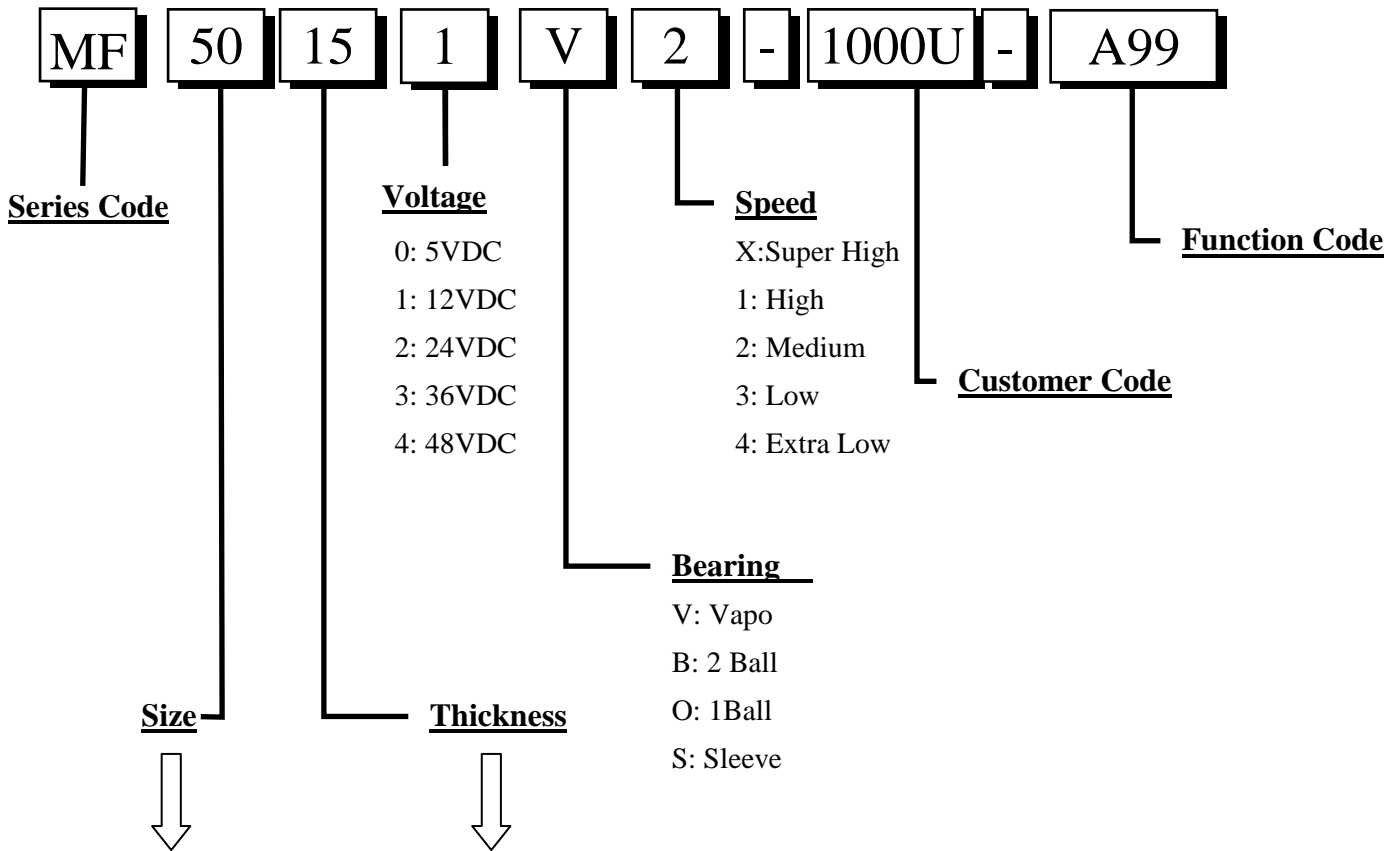 MF 50 15 1 V 2 - 1000U - A99
Series Code
Voltage
0: 5VDC
1: 12VDC
2: 24VDC
3: 36VDC
4: 48VDC
Speed
X:Super High
1: High
2: Medium
3: Low
4: Extra Low
Function Code
Customer Code
Bearing
V: Vapo
B: 2 Ball
O: 1Ball
S: Sleeve
Size
Thickness